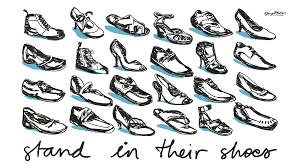 stand in their shoes